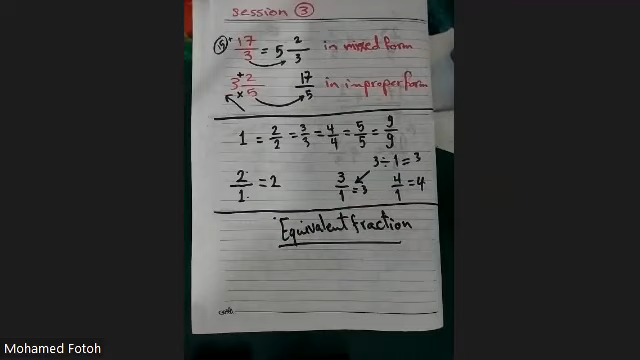 session ③
⑤ 17/3 = 5 2/3 in mixed form
3 + 2 × 5 17/5 in improper form
1 = 2/2 = 3/3 = 4/4 = 5/5 = 9/9
3 ÷ 1 = 3
2/1 = 2 3/1 = 3 4/1 = 4
Equivalent fraction
Mohamed Fotoh